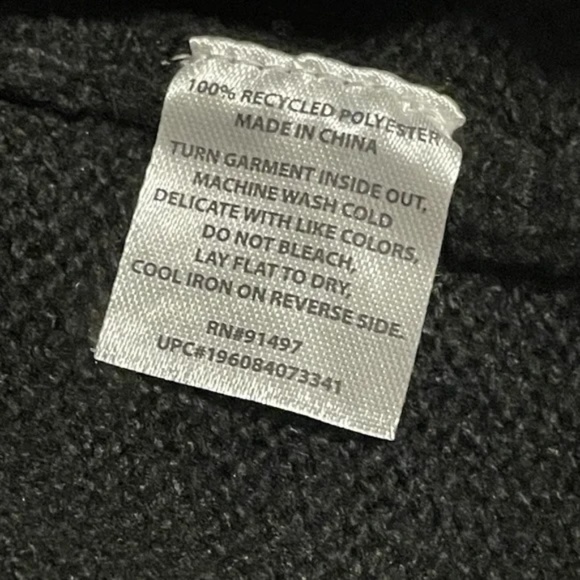 100% RECYCLED POLYESTER
MADE IN CHINA
TURN GARMENT INSIDE OUT,
MACHINE WASH COLD
DELICATE WITH LIKE COLORS,
DO NOT BLEACH,
LAY FLAT TO DRY,
COOL IRON ON REVERSE SIDE.
RN#91497
UPC#196084073341